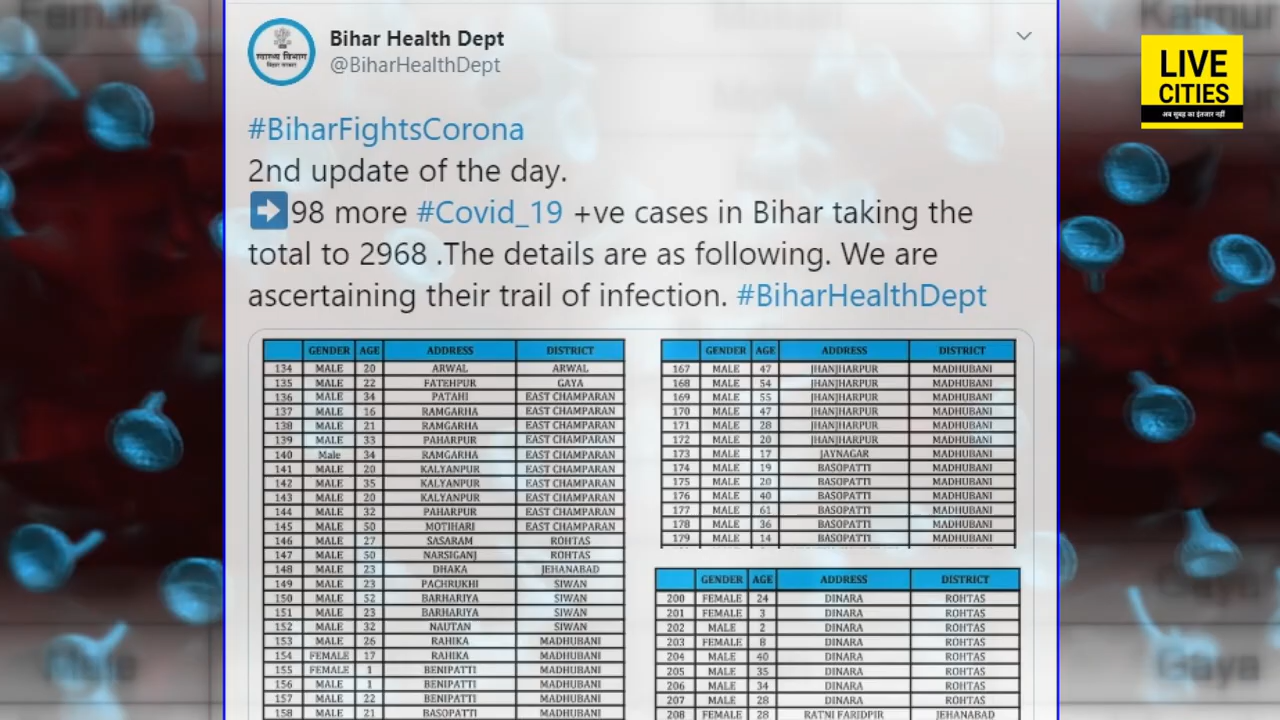 Female
Kaimur
Bihar Health Dept
@BiharHealthDept
स्वास्थ्य विभाग
बिहार सरकार
LIVE
CITIES
अब सुबह का इंतजार नहीं
#BiharFightsCorona
2nd update of the day.
➡98 more #Covid_19 +ve cases in Bihar taking the
total to 2968 .The details are as following. We are
ascertaining their trail of infection. #BiharHealthDept
GENDER AGE ADDRESS DISTRICT
134 MALE 20 ARWAL ARWAL
135 MALE 22 FATEHPUR GAYA
136 MALE 34 PATAHI EAST CHAMPARAN
137 MALE 16 RAMGARHA EAST CHAMPARAN
138 MALE 21 RAMGARHA EAST CHAMPARAN
139 MALE 33 PAHARPUR EAST CHAMPARAN
140 Male 34 RAMGARHA EAST CHAMPARAN
141 MALE 20 KALYANPUR EAST CHAMPARAN
142 MALE 35 KALYANPUR EAST CHAMPARAN
143 MALE 20 KALYANPUR EAST CHAMPARAN
144 MALE 32 PAHARPUR EAST CHAMPARAN
145 MALE 50 MOTIHARI EAST CHAMPARAN
146 MALE 27 SASARAM ROHTAS
147 MALE 50 NARSIGANJ ROHTAS
148 MALE 23 DHAKA JEHANABAD
149 MALE 23 PACHRUKHI SIWAN
150 MALE 52 BARHARIYA SIWAN
151 MALE 23 BARHARIYA SIWAN
152 MALE 32 NAUTAN SIWAN
153 MALE 26 RAHIKA MADHUBANI
154 FEMALE 17 RAHIKA MADHUBANI
155 FEMALE 1 BENIPATTI MADHUBANI
156 MALE 1 BENIPATTI MADHUBANI
157 MALE 22 BENIPATTI MADHUBANI
158 MALE 21 BASOPATTI MADHUBANI
GENDER AGE ADDRESS DISTRICT
167 MALE 47 JHANJHARPUR MADHUBANI
168 MALE 54 JHANJHARPUR MADHUBANI
169 MALE 55 JHANJHARPUR MADHUBANI
170 MALE 47 JHANJHARPUR MADHUBANI
171 MALE 28 JHANJHARPUR MADHUBANI
172 MALE 20 JHANJHARPUR MADHUBANI
173 MALE 17 JAYNAGAR MADHUBANI
174 MALE 19 BASOPATTI MADHUBANI
175 MALE 20 BASOPATTI MADHUBANI
176 MALE 40 BASOPATTI MADHUBANI
177 MALE 61 BASOPATTI MADHUBANI
178 MALE 36 BASOPATTI MADHUBANI
179 MALE 14 BASOPATTI MADHUBANI
GENDER AGE ADDRESS DISTRICT
200 FEMALE 24 DINARA ROHTAS
201 FEMALE 3 DINARA ROHTAS
202 MALE 2 DINARA ROHTAS
203 FEMALE 8 DINARA ROHTAS
204 MALE 40 DINARA ROHTAS
205 MALE 35 DINARA ROHTAS
206 MALE 34 DINARA ROHTAS
207 MALE 28 DINARA ROHTAS
208 FEMALE 28 RATNI FARIDPIR JEHANABAD
Male
Gaya